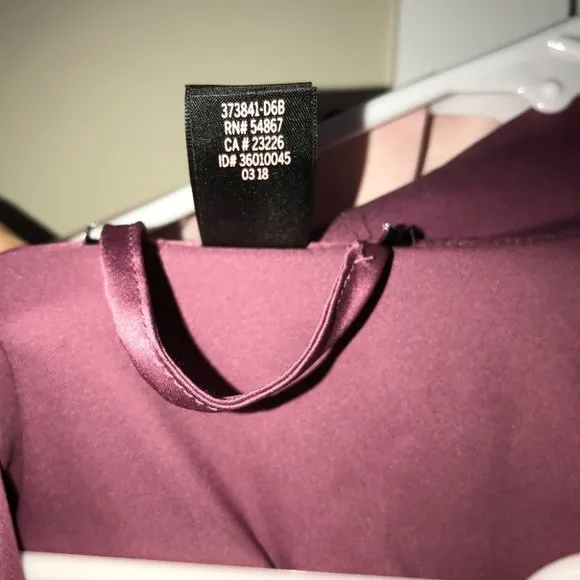 373841-D6B
RN# 54867
CA # 23226
ID# 36010045
03 18